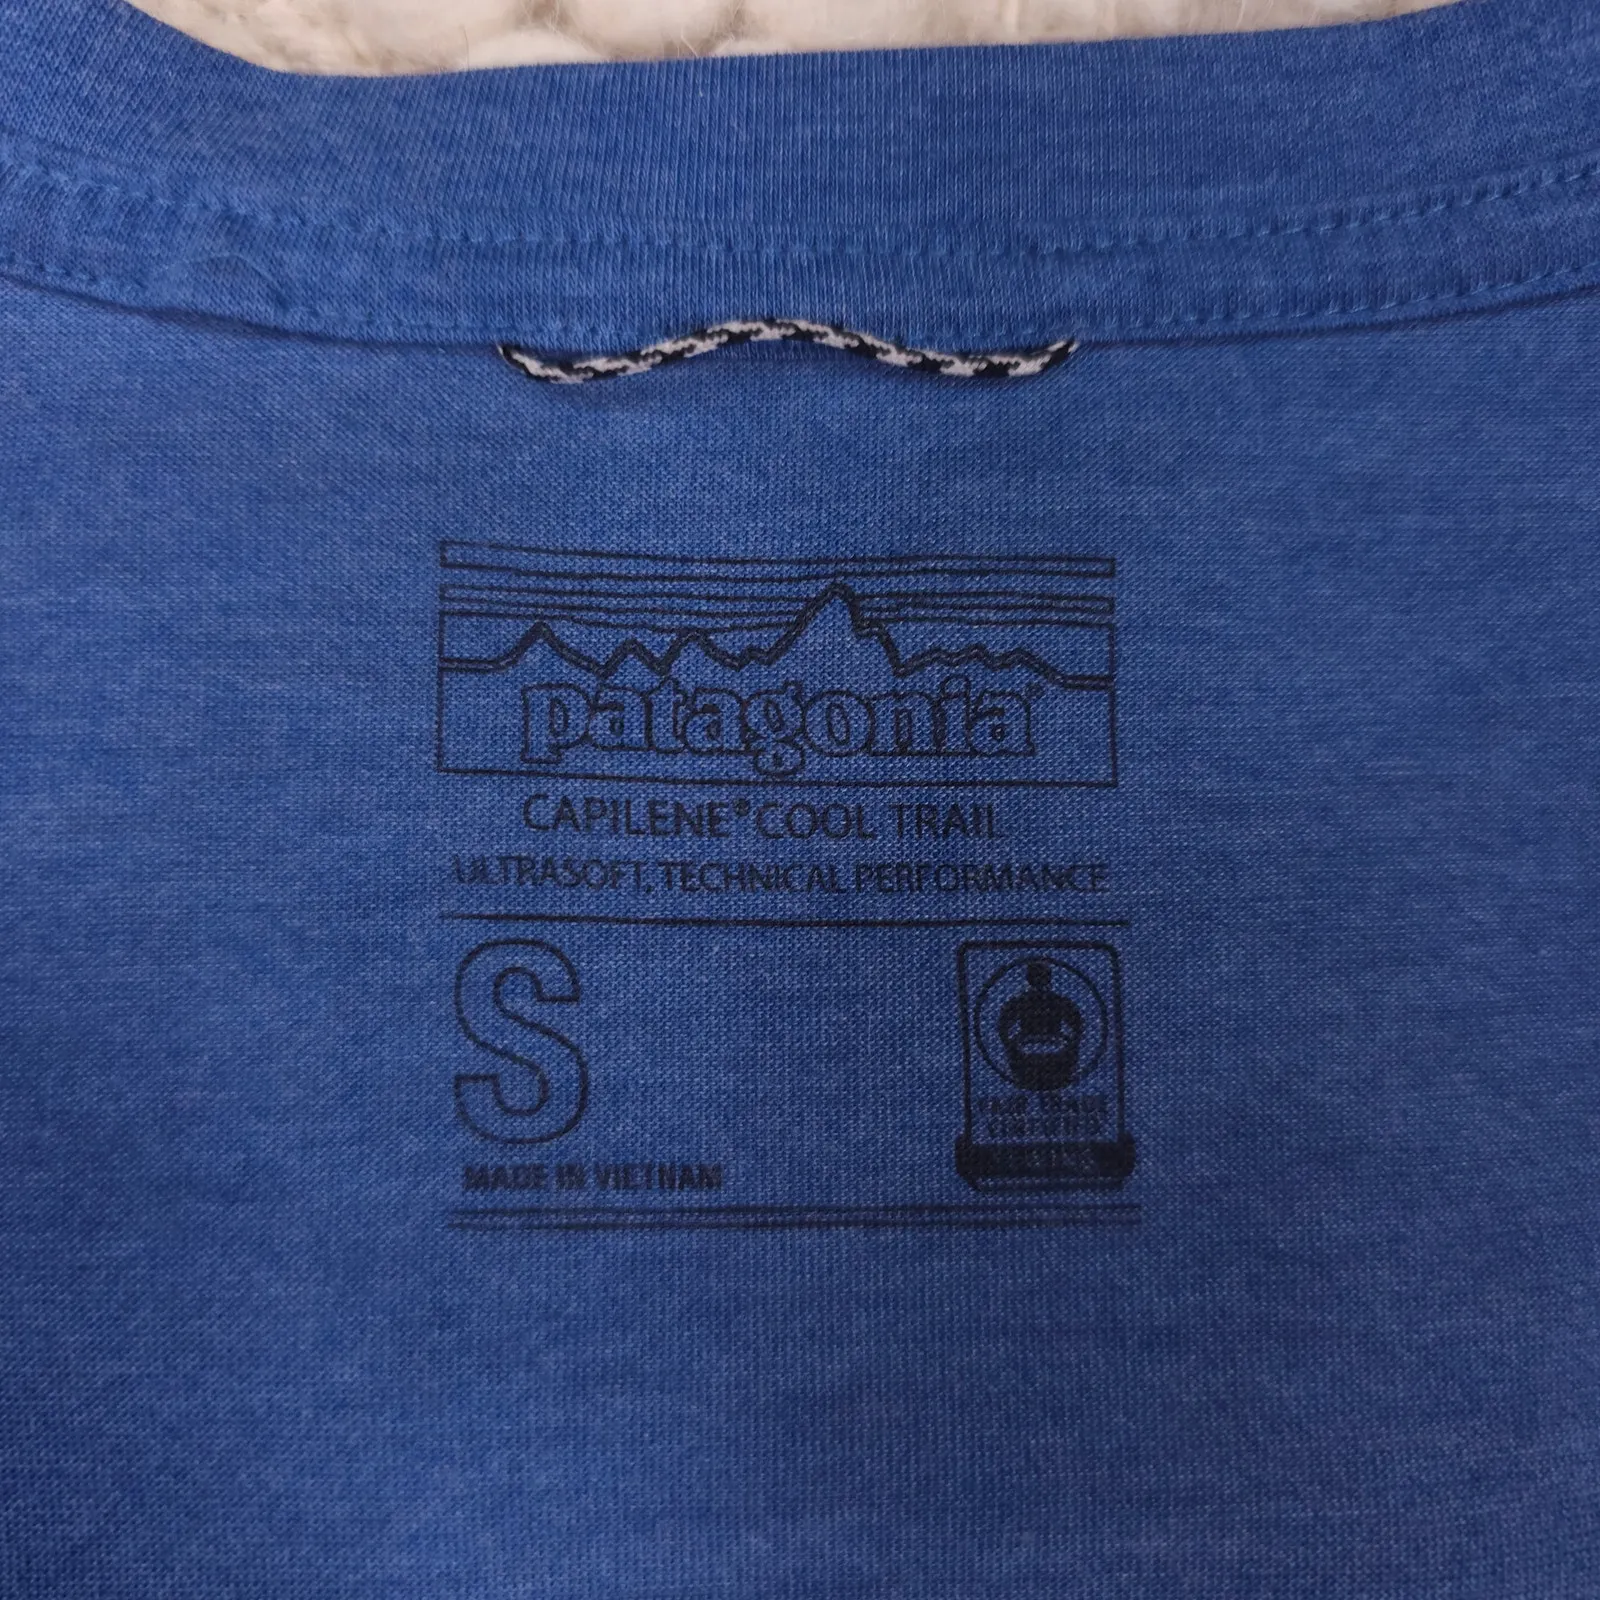 patagonia®
CAPILENE® COOL TRAIL
ULTRASOFT, TECHNICAL PERFORMANCE
S
MADE IN VIETNAM
FAIR TRADE
CERTIFIED